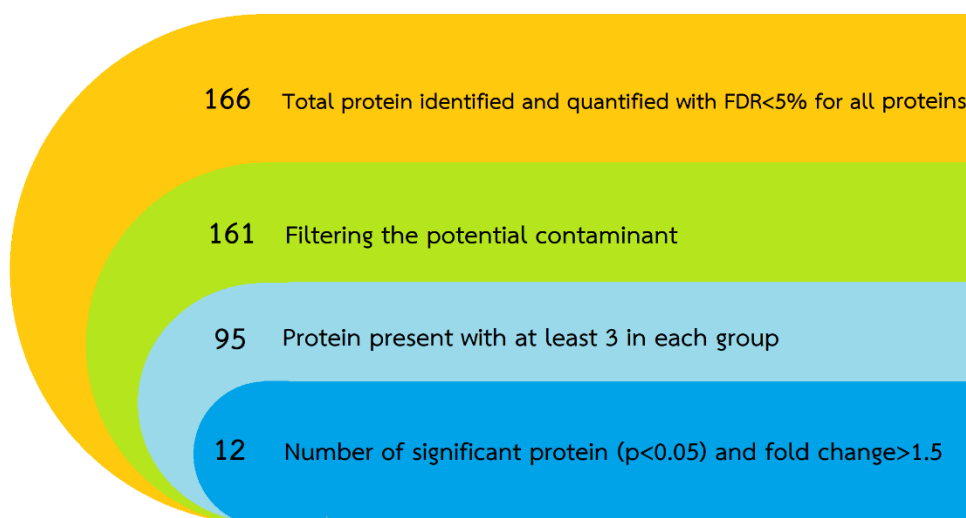 166 Total protein identified and quantified with FDR<5% for all proteins
161 Filtering the potential contaminant
95 Protein present with at least 3 in each group
12 Number of significant protein (p<0.05) and fold change>1.5